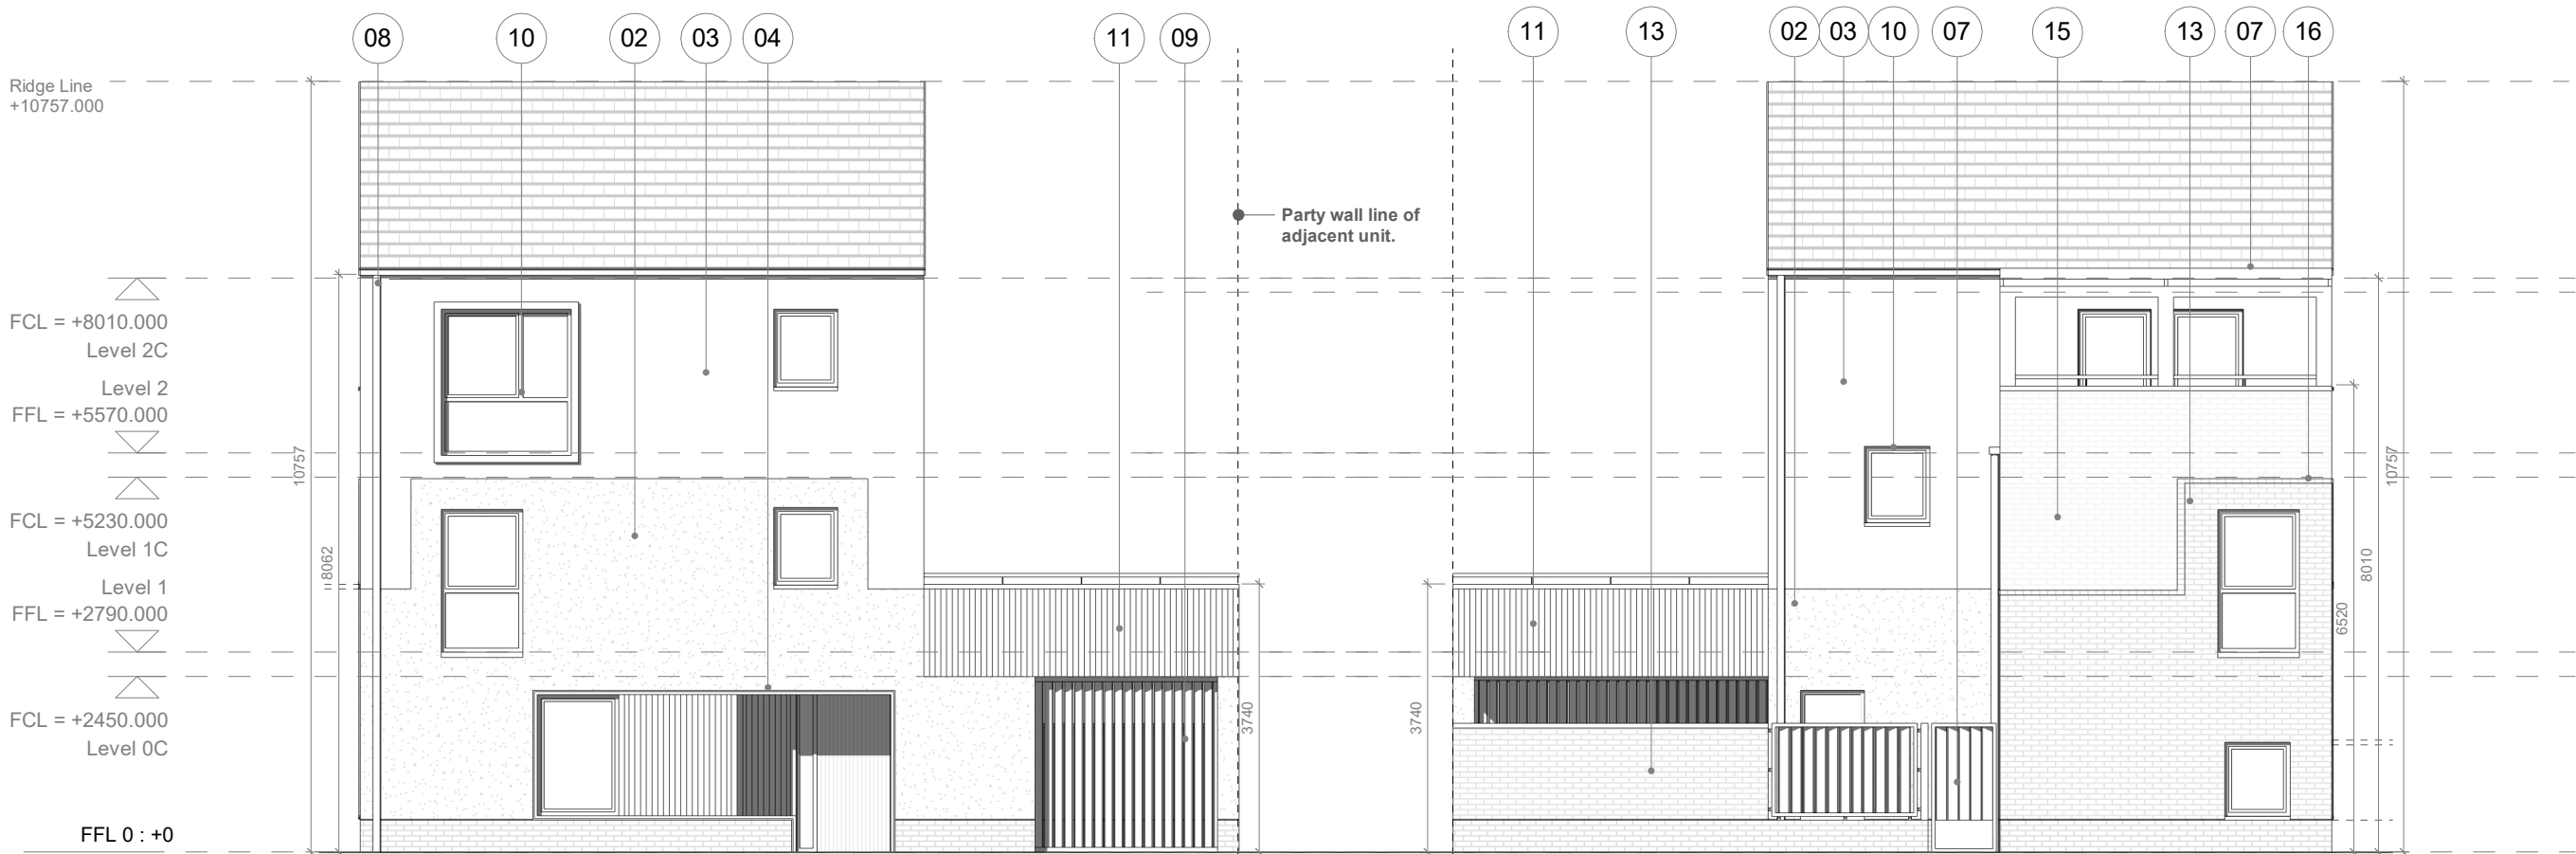 08 10 02 03 04 11 09 11 13 02 03 10 07 15 13 07 16
Ridge Line
+10757.000
Party wall line of
adjacent unit.
FCL = +8010.000
Level 2C
Level 2
FFL = +5570.000
FCL = +5230.000
Level 1C
Level 1
FFL = +2790.000
FCL = +2450.000
Level 0C
FFL 0 : +0
10757
8062
3740
3740
6520
8010
10757